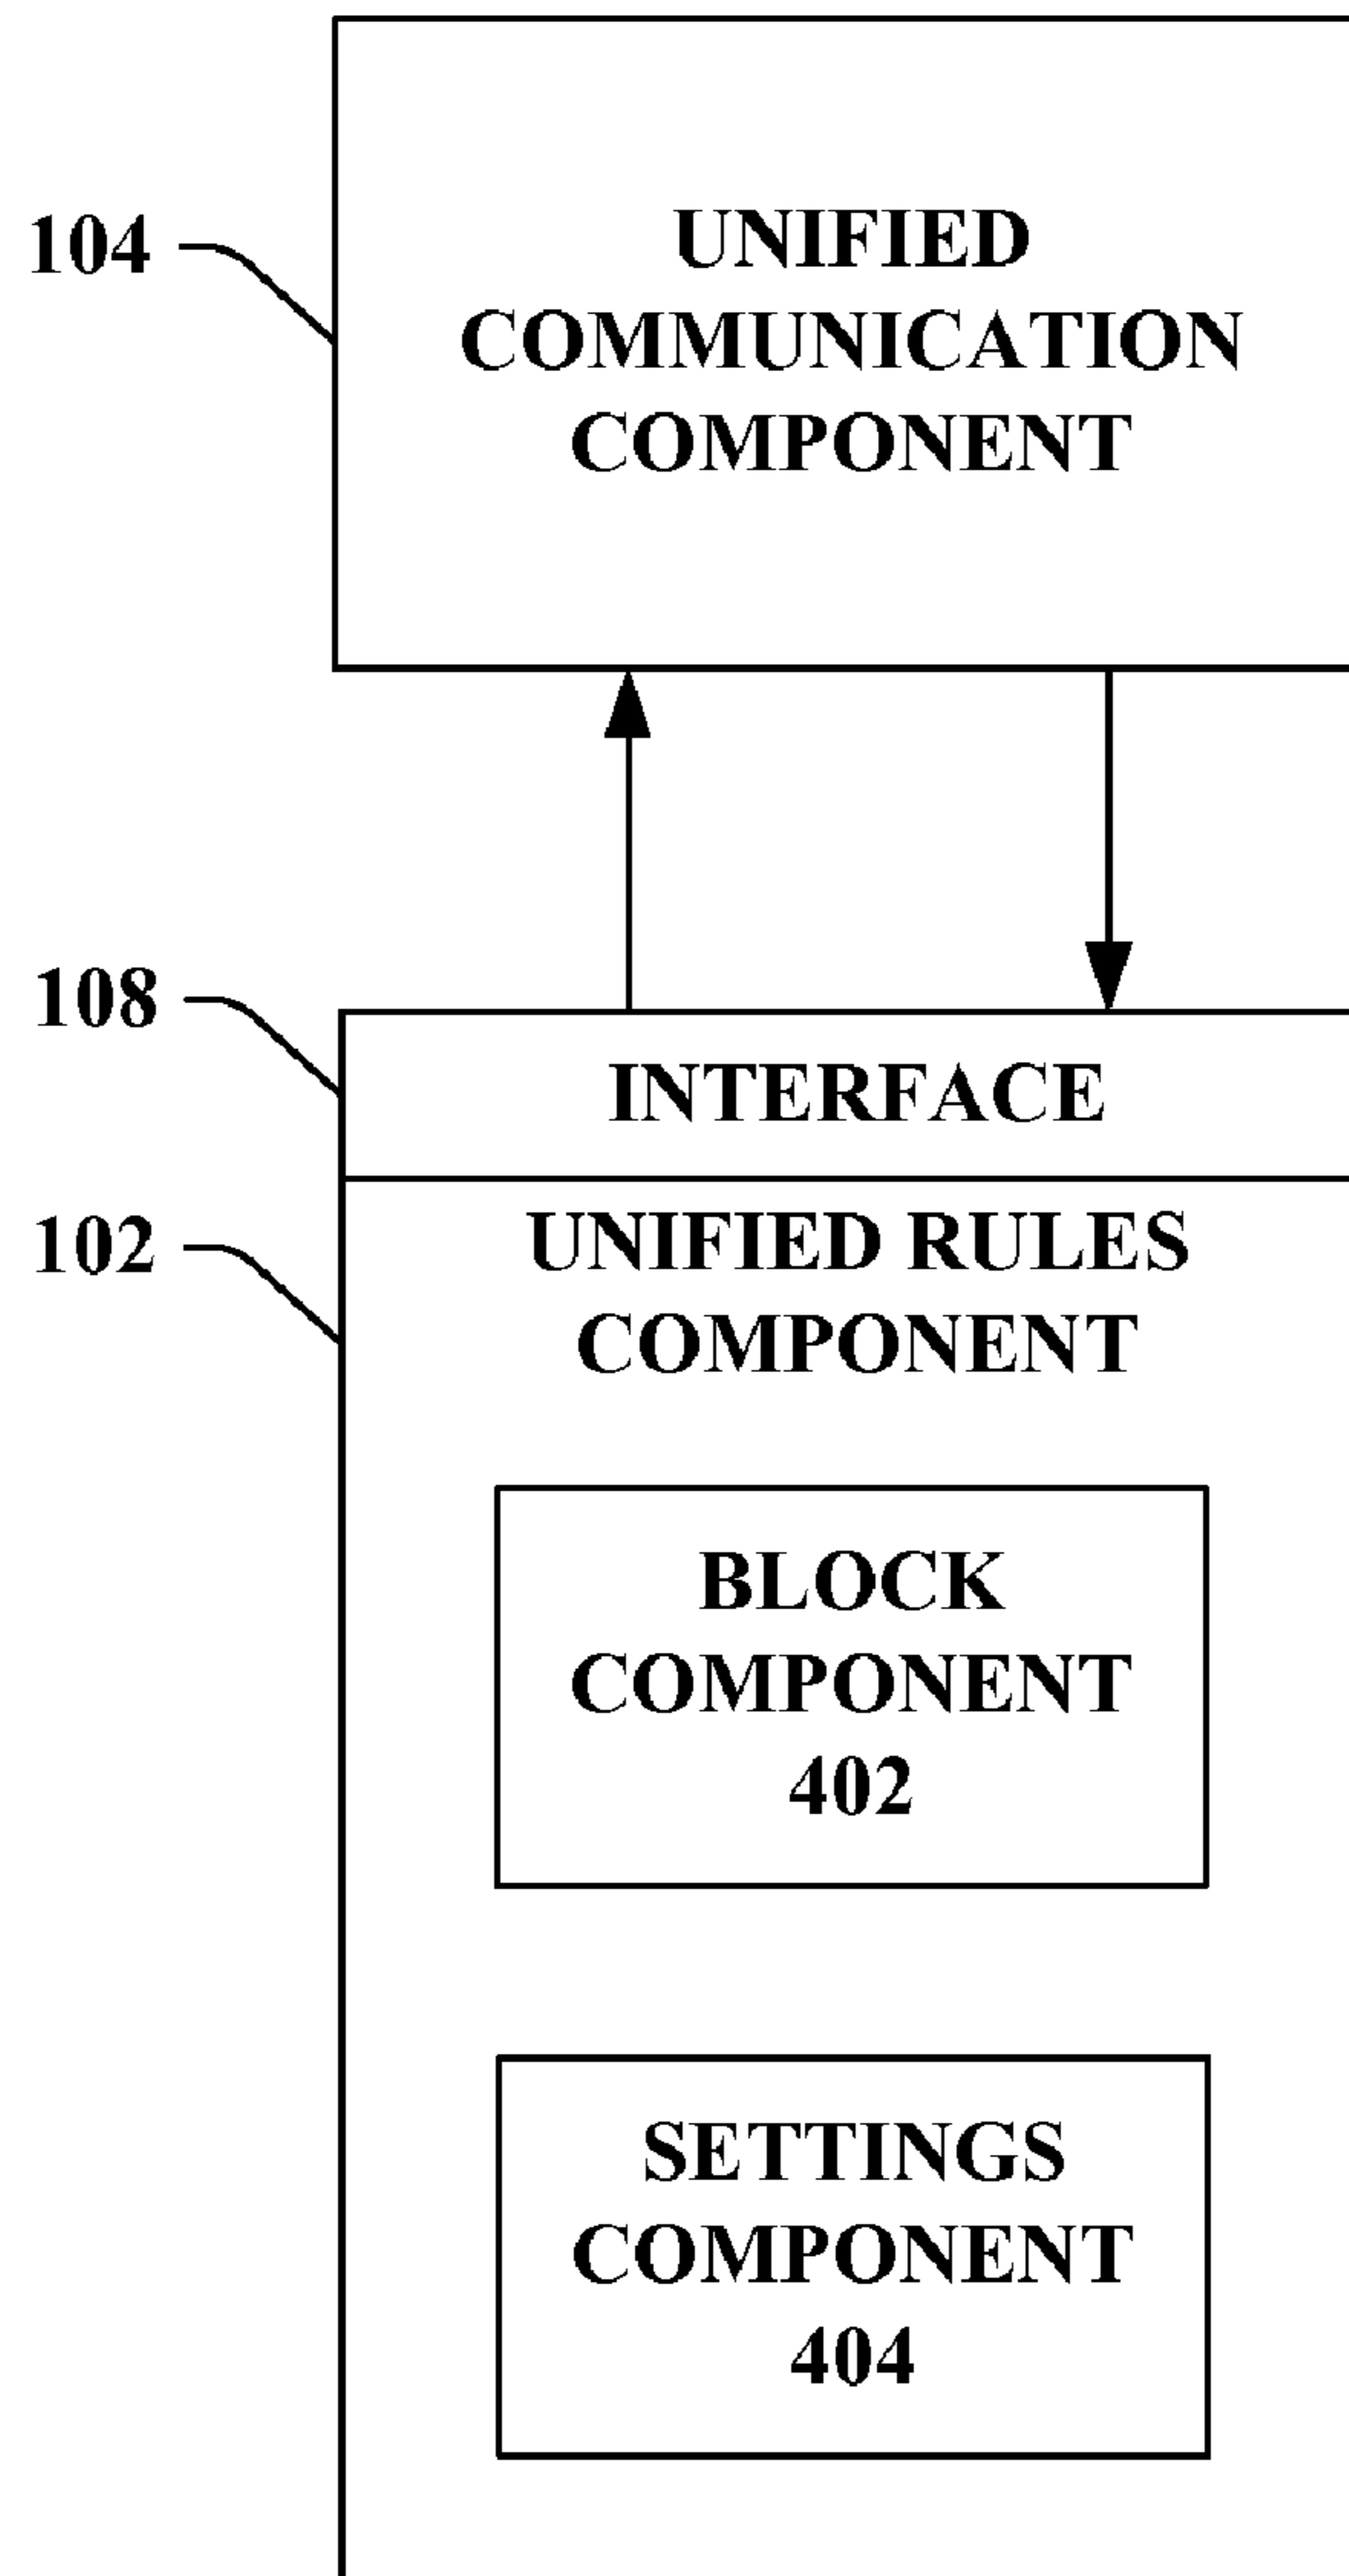 104
UNIFIED
COMMUNICATION
COMPONENT
108
INTERFACE
102
UNIFIED RULES
COMPONENT
BLOCK
COMPONENT
402
SETTINGS
COMPONENT
404